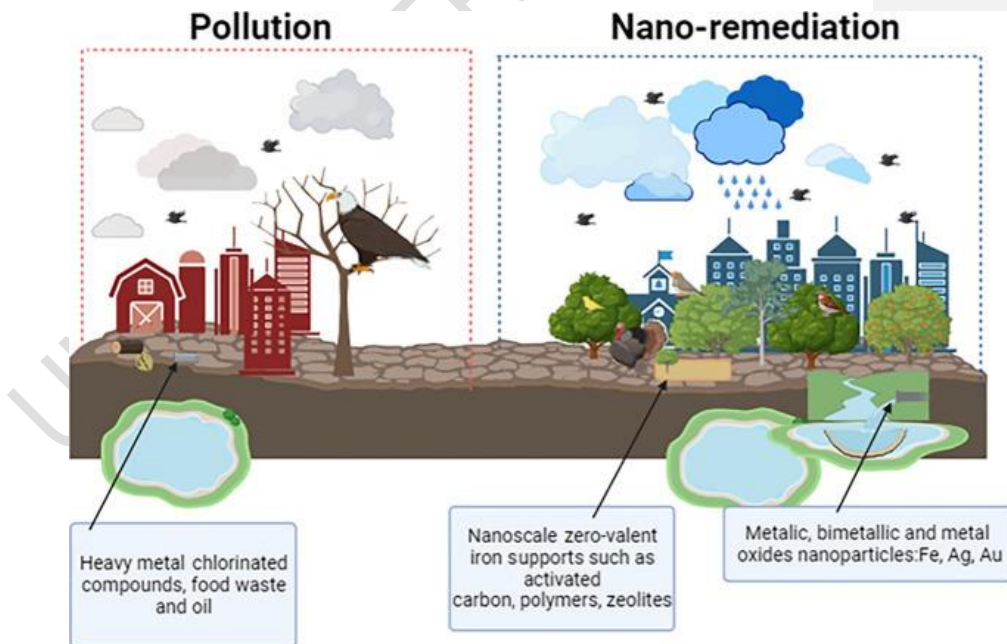 Pollution
Nano-remediation
Heavy metal chlorinated
compounds, food waste
and oil
Nanoscale zero-valent
iron supports such as
activated
carbon, polymers, zeolites
Metalic, bimetallic and metal
oxides nanoparticles:Fe, Ag, Au